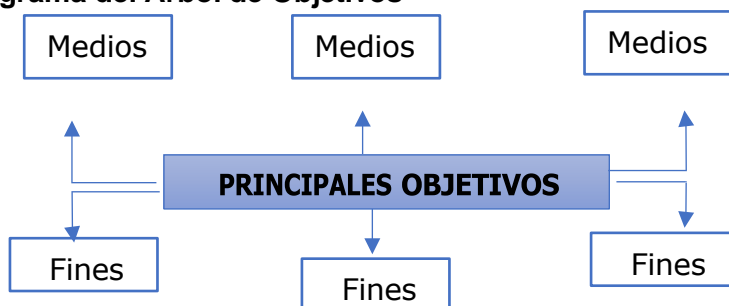 grama del Árbol de Objetivos
Medios
Medios
Medios
PRINCIPALES OBJETIVOS
Fines
Fines
Fines